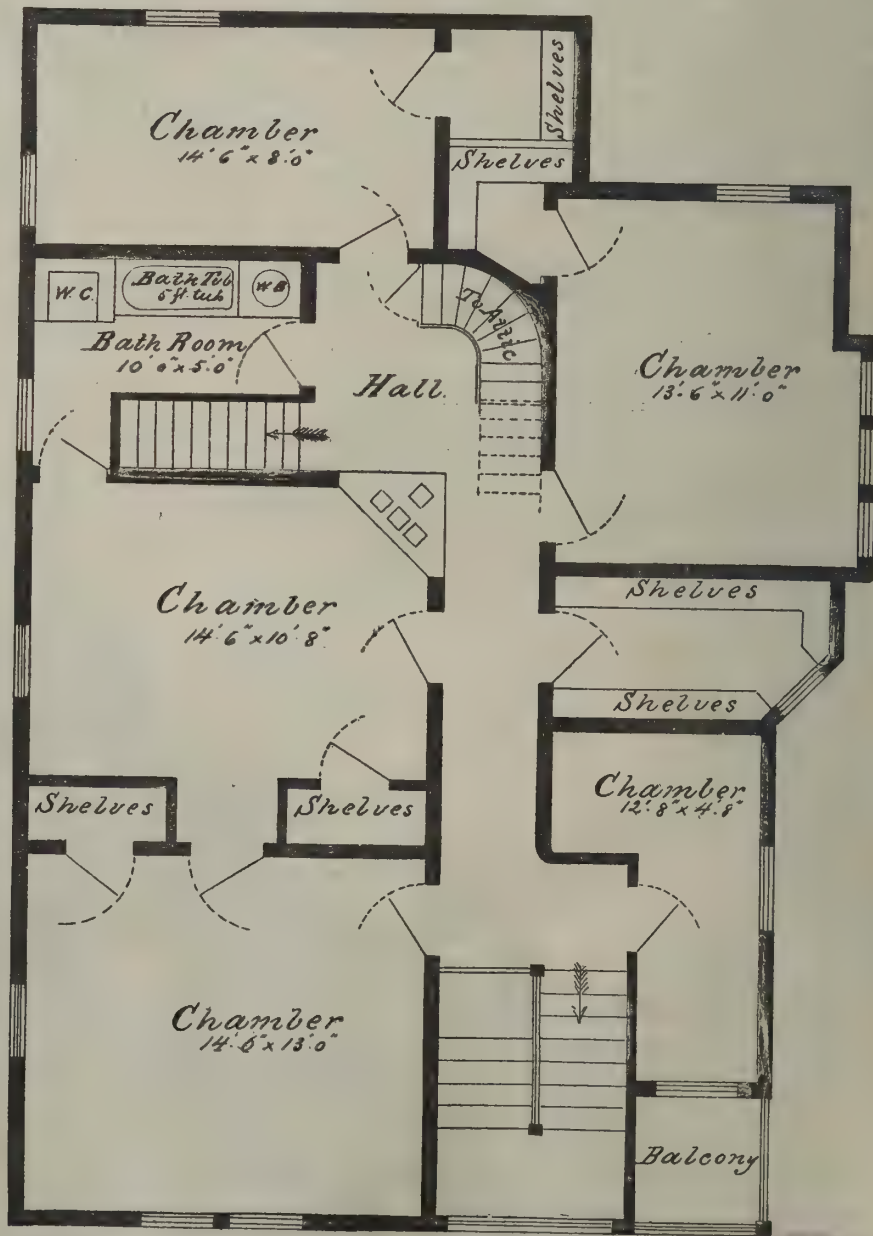 Chamber
14'6" x 8'0"
Shelves
Shelves
W.C.
Bath Tub
5 ft. tub
W B
To Attic
Bath Room
10'0" x 5'0"
Hall.
Chamber
13'-6" x 11'-0"
Chamber
14'6" x 10'8"
Shelves
Shelves
Shelves
Shelves
Chamber
12'8" x 4'8"
Chamber
14'6" x 13'0"
Balcony